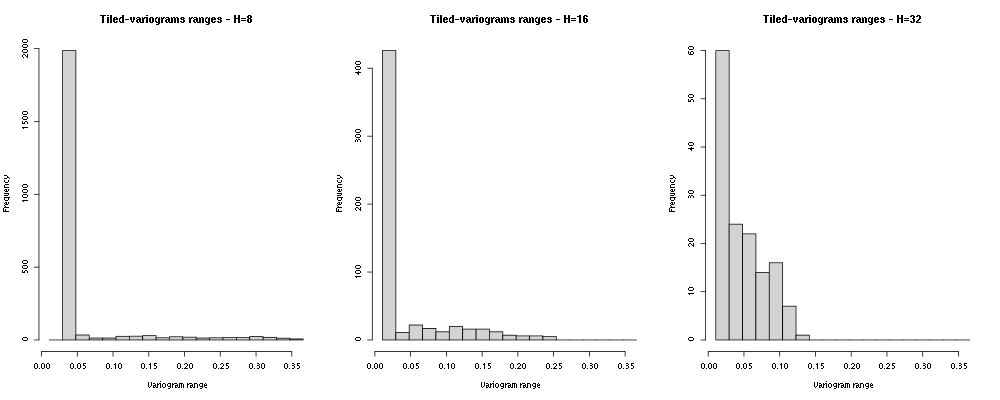 Tiled-variograms ranges - H=8
Frequency
2000
1500
1000
500
0
0.00 0.05 0.10 0.15 0.20 0.25 0.30 0.35
Variogram range
Tiled-variograms ranges - H=16
Frequency
400
300
200
100
0
0.00 0.05 0.10 0.15 0.20 0.25 0.30 0.35
Variogram range
Tiled-variograms ranges - H=32
Frequency
60
50
40
30
20
10
0
0.00 0.05 0.10 0.15 0.20 0.25 0.30 0.35
Variogram range